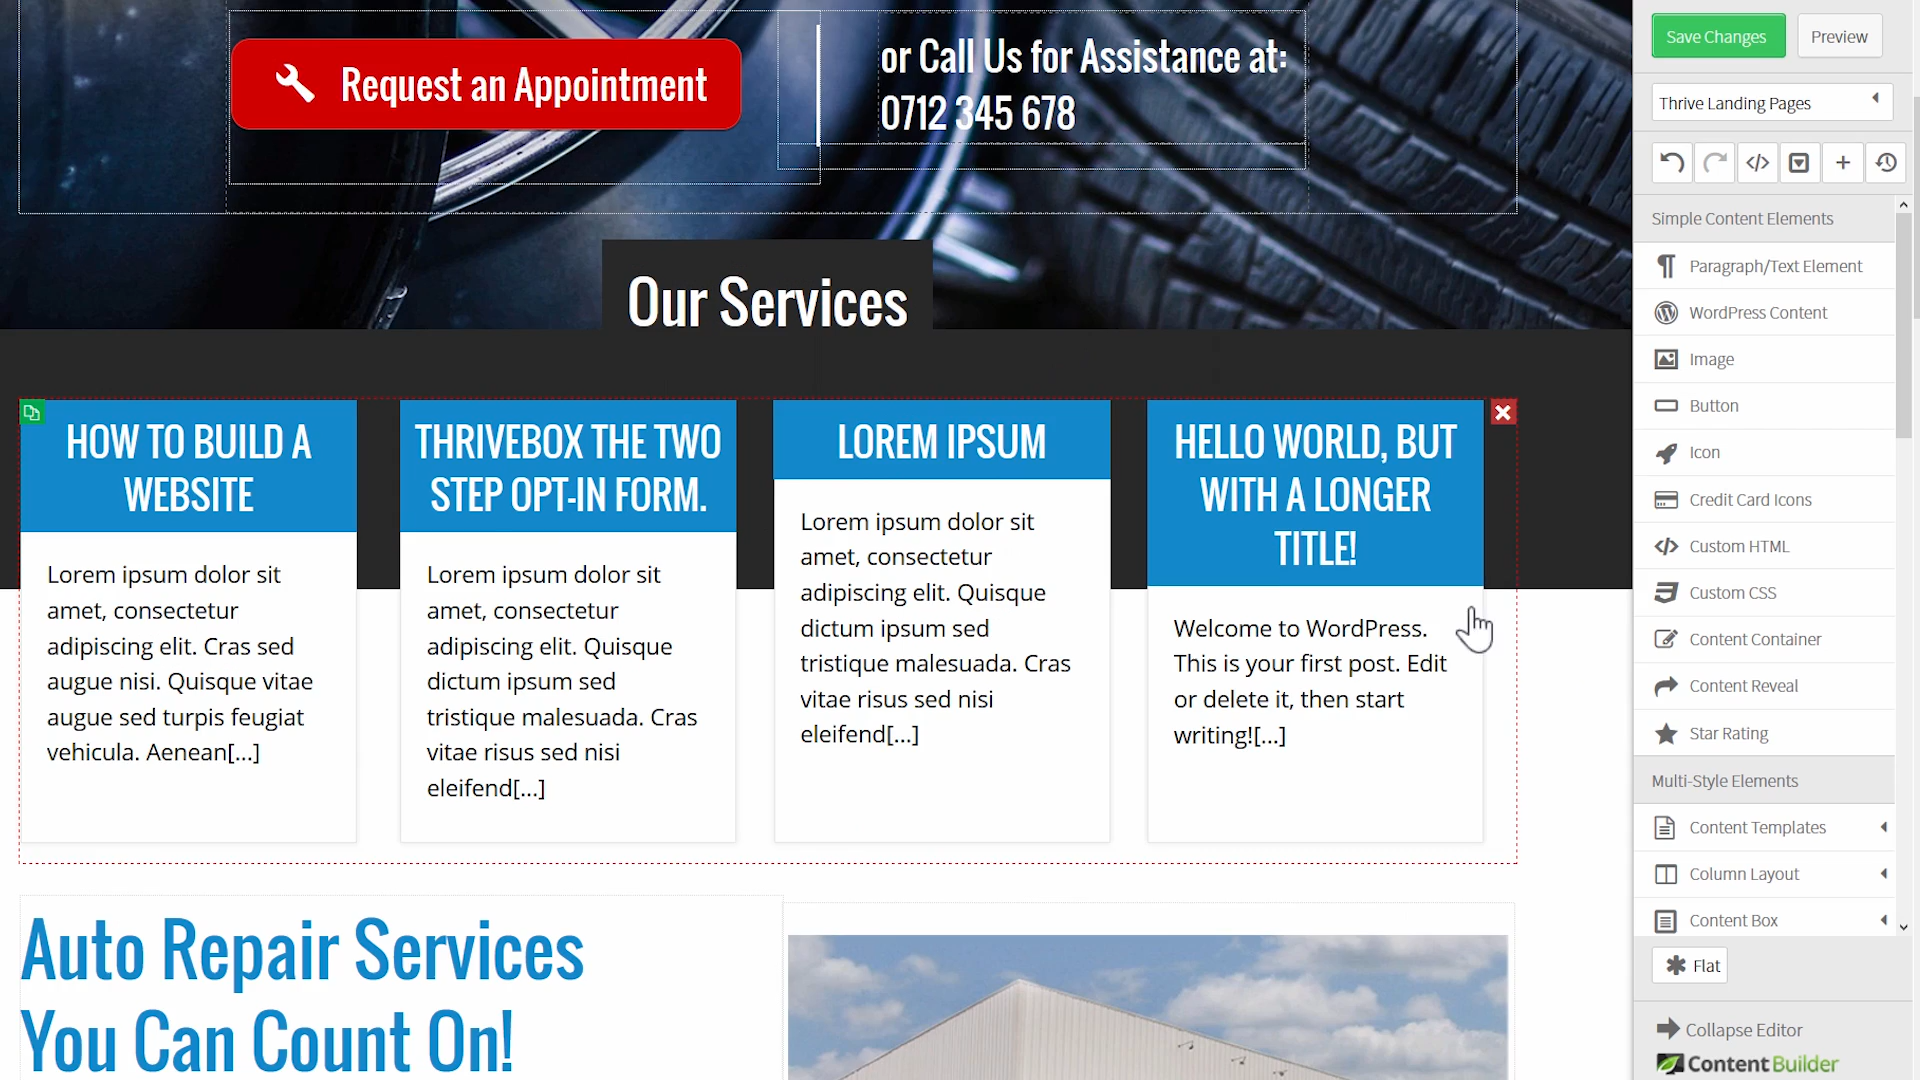 Request an Appointment
or Call Us for Assistance at:
0712 345 678
Our Services
HOW TO BUILD A
WEBSITE
Lorem ipsum dolor sit
amet, consectetur
adipiscing elit. Cras sed
augue nisi. Quisque vitae
augue sed turpis feugiat
vehicula. Aenean[...]
THRIVEBOX THE TWO
STEP OPT-IN FORM.
Lorem ipsum dolor sit
amet, consectetur
adipiscing elit. Quisque
dictum ipsum sed
tristique malesuada. Cras
vitae risus sed nisi
eleifend[...]
LOREM IPSUM
Lorem ipsum dolor sit
amet, consectetur
adipiscing elit. Quisque
dictum ipsum sed
tristique malesuada. Cras
vitae risus sed nisi
eleifend[...]
HELLO WORLD, BUT
WITH A LONGER
TITLE!
Welcome to WordPress.
This is your first post. Edit
or delete it, then start
writing![...]
Auto Repair Services
You Can Count On!
Save Changes
Preview
Thrive Landing Pages
Simple Content Elements
Paragraph/Text Element
WordPress Content
Image
Button
Icon
Credit Card Icons
Custom HTML
Custom CSS
Content Container
Content Reveal
Star Rating
Multi-Style Elements
Content Templates
Column Layout
Content Box
Flat
Collapse Editor
ContentBuilder